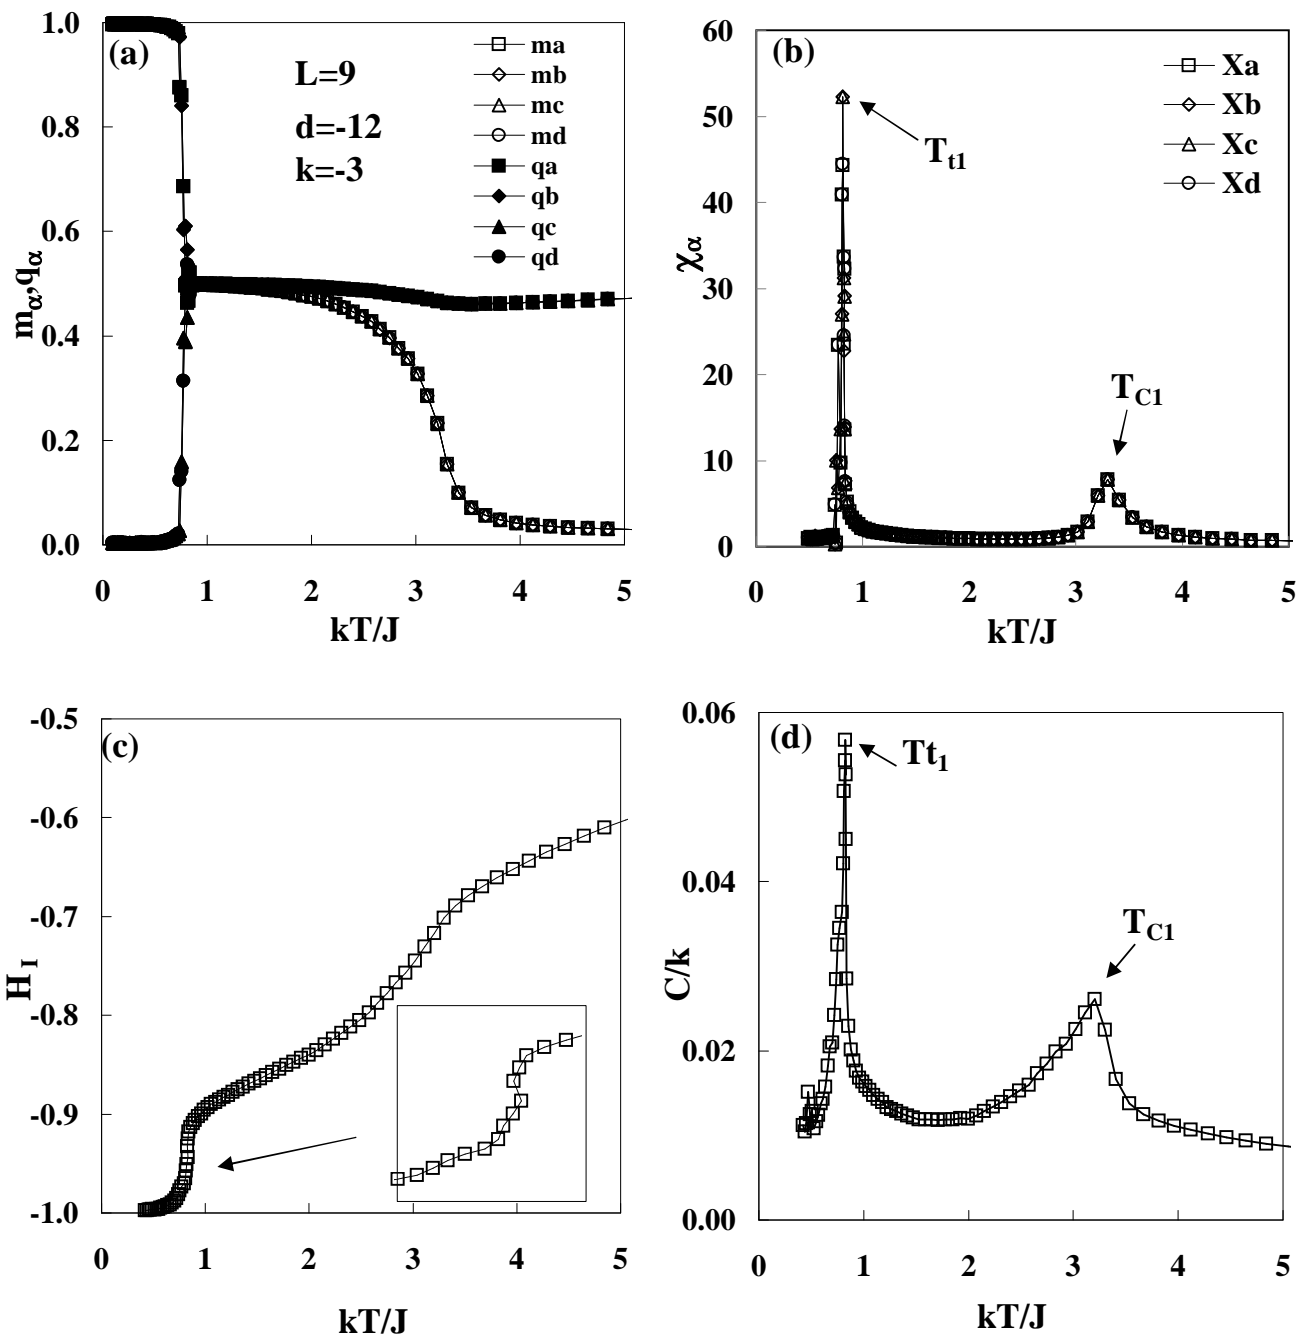 (a)
L=9
d=-12
k=-3
ma
mb
mc
md
qa
qb
qc
qd
1.0
0.8
0.6
0.4
0.2
0.0
mα,qα
0 1 2 3 4 5
kT/J
(b)
Xa
Xb
Xc
Xd
Tt1
TC1
60
50
40
30
20
10
0
χα
0 1 2 3 4 5
kT/J
(c)
-0.5
-0.6
-0.7
-0.8
-0.9
-1.0
HI
0 1 2 3 4 5
kT/J
(d)
Tt1
TC1
0.06
0.04
0.02
0.00
C/k
0 1 2 3 4 5
kT/J